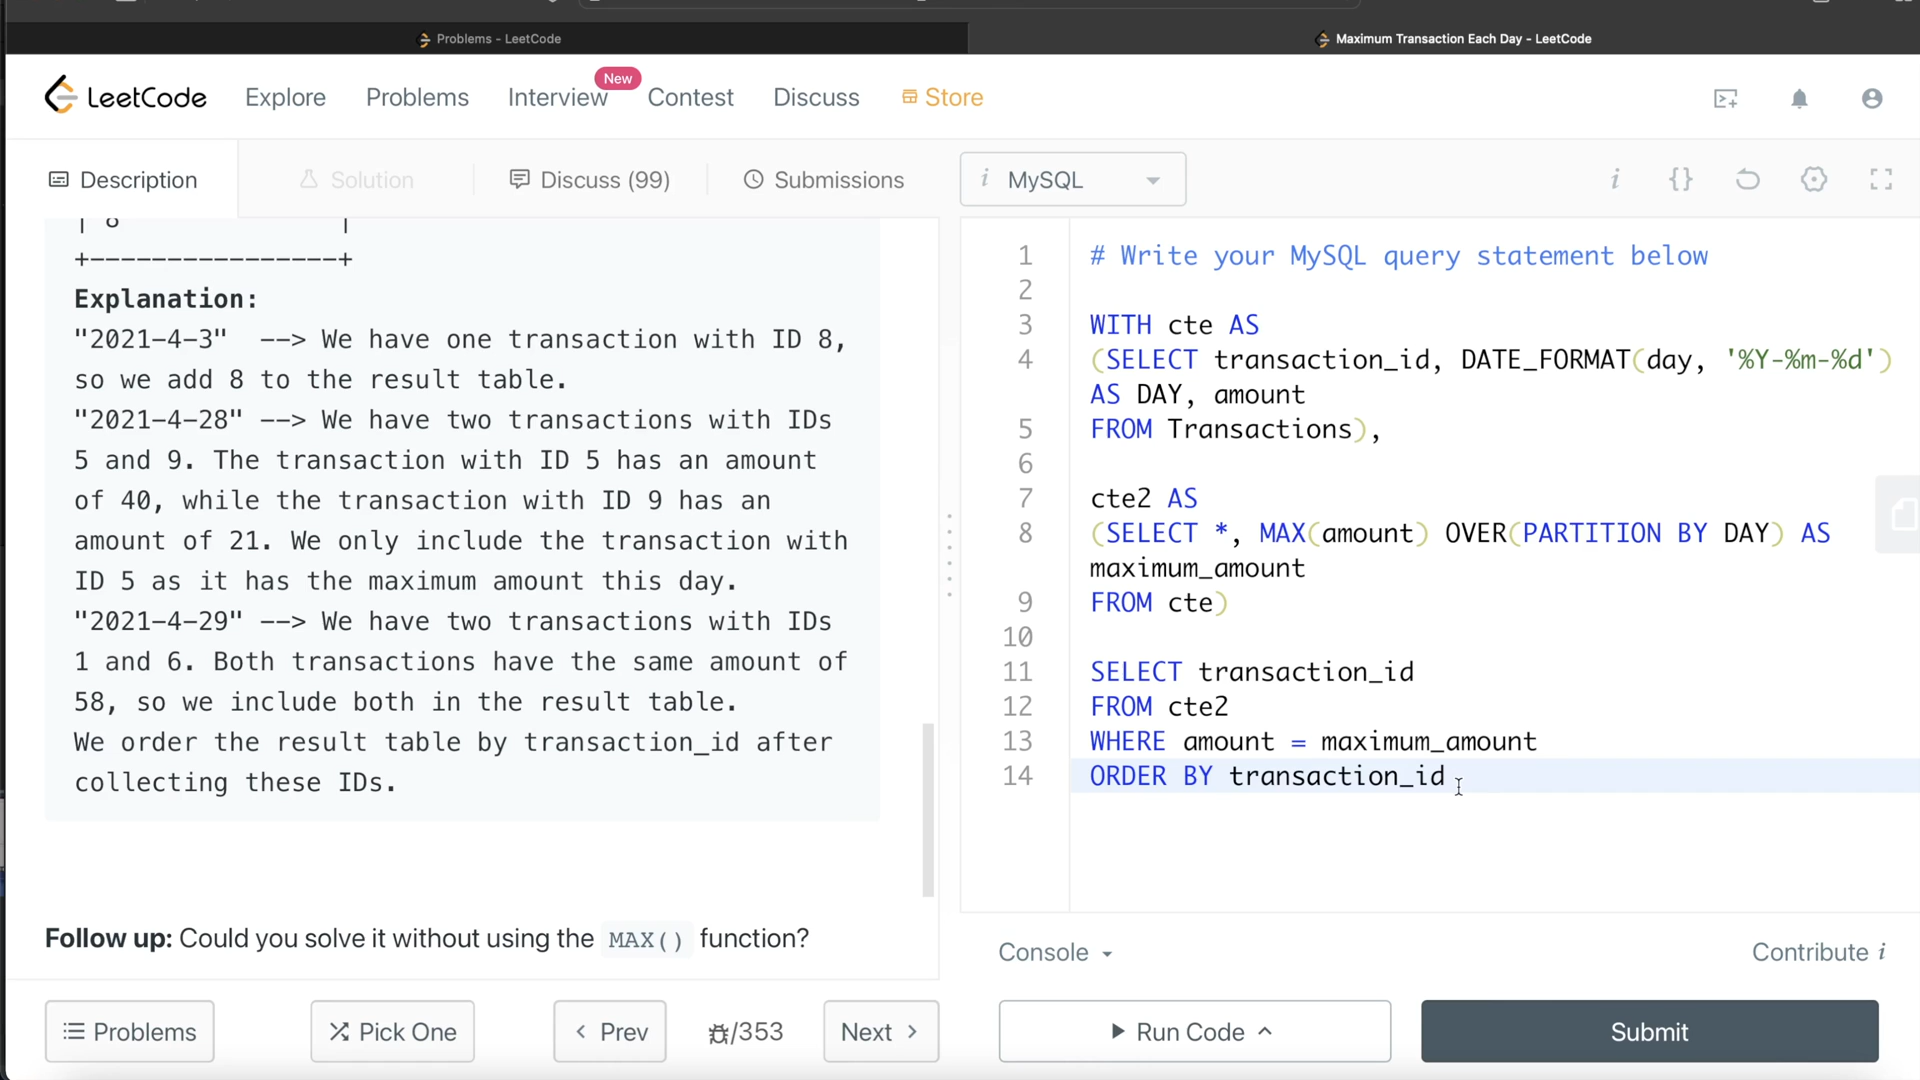 Problems - LeetCode
Maximum Transaction Each Day - LeetCode
LeetCode
Explore
Problems
Interview
New
Contest
Discuss
Store
Description
Solution
Discuss (99)
Submissions
i MySQL
i {}
| 8 |
+---------------+
Explanation:
"2021-4-3" --> We have one transaction with ID 8,
so we add 8 to the result table.
"2021-4-28" --> We have two transactions with IDs
5 and 9. The transaction with ID 5 has an amount
of 40, while the transaction with ID 9 has an
amount of 21. We only include the transaction with
ID 5 as it has the maximum amount this day.
"2021-4-29" --> We have two transactions with IDs
1 and 6. Both transactions have the same amount of
58, so we include both in the result table.
We order the result table by transaction_id after
collecting these IDs.
Follow up: Could you solve it without using the MAX() function?
Problems
Pick One
< Prev
/353
Next >
1 # Write your MySQL query statement below
2
3 WITH cte AS
4 (SELECT transaction_id, DATE_FORMAT(day, '%Y-%m-%d')
AS DAY, amount
5 FROM Transactions),
6
7 cte2 AS
8 (SELECT *, MAX(amount) OVER(PARTITION BY DAY) AS
maximum_amount
9 FROM cte)
10
11 SELECT transaction_id
12 FROM cte2
13 WHERE amount = maximum_amount
14 ORDER BY transaction_id
Console
Contribute i
Run Code
Submit